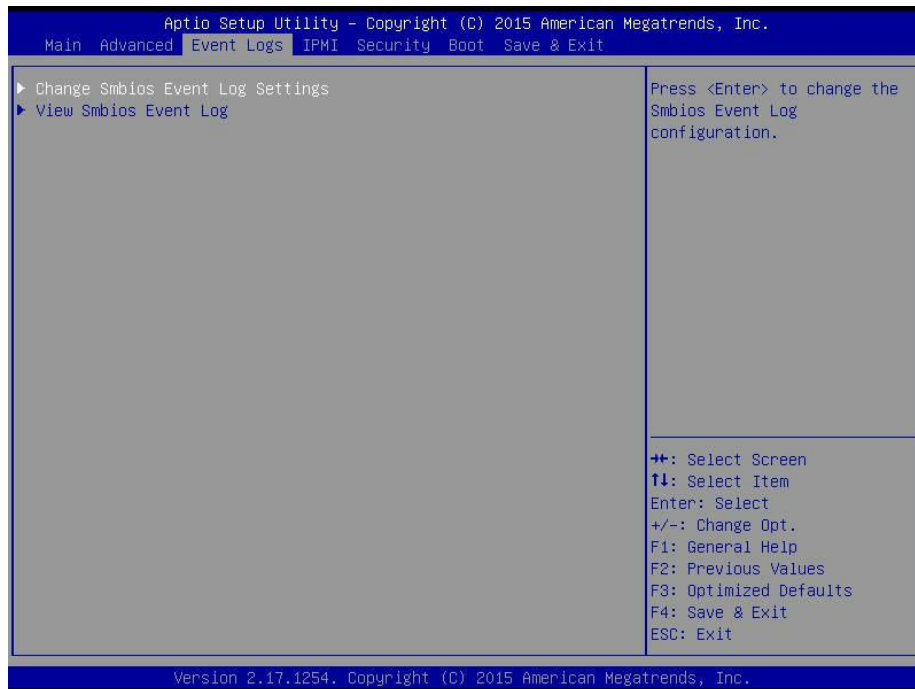 Aptio Setup Utility – Copyright (C) 2015 American Megatrends, Inc.
Main Advanced Event Logs IPMI Security Boot Save & Exit
▶ Change Smbios Event Log Settings
▶ View Smbios Event Log
Press <Enter> to change the
Smbios Event Log
configuration.
→←: Select Screen
↑↓: Select Item
Enter: Select
+/-: Change Opt.
F1: General Help
F2: Previous Values
F3: Optimized Defaults
F4: Save & Exit
ESC: Exit
Version 2.17.1254. Copyright (C) 2015 American Megatrends, Inc.